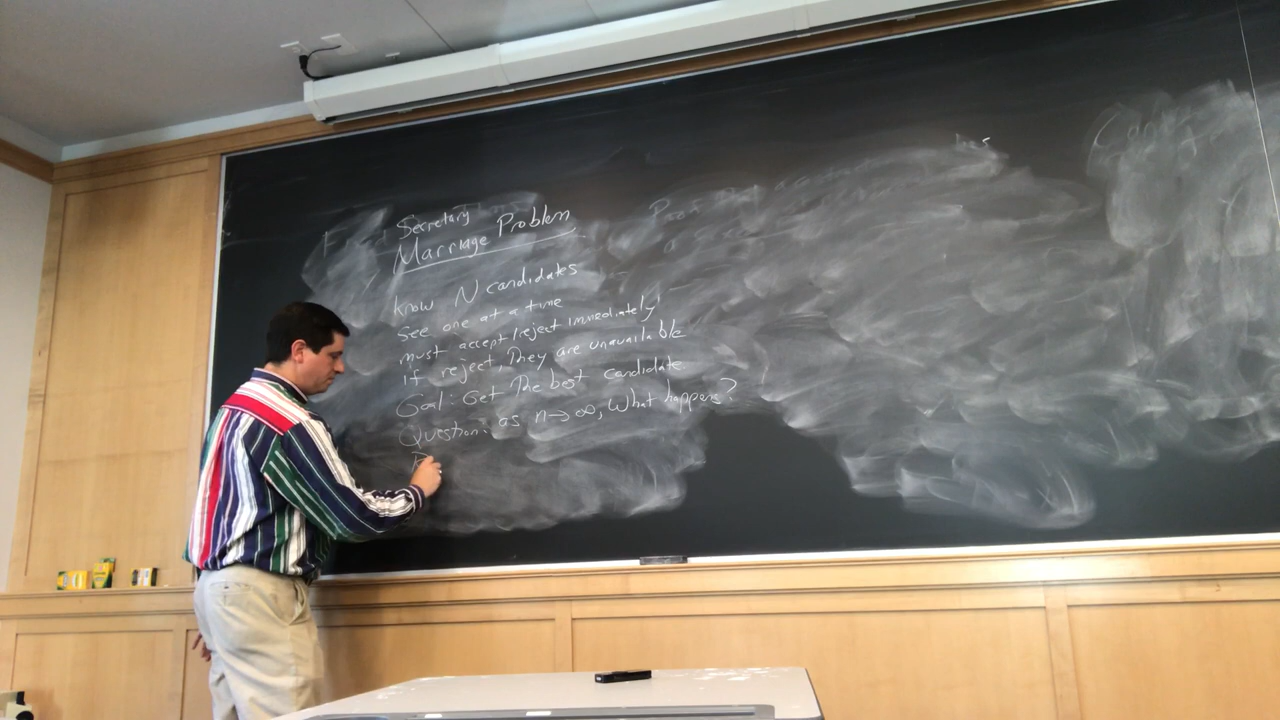 Secretary
Marriage Problem
know N candidates
see one at a time
must accept/reject immediately
if reject, they are unavailable
Goal: Get the best candidate
Question: as n→∞, What happens?